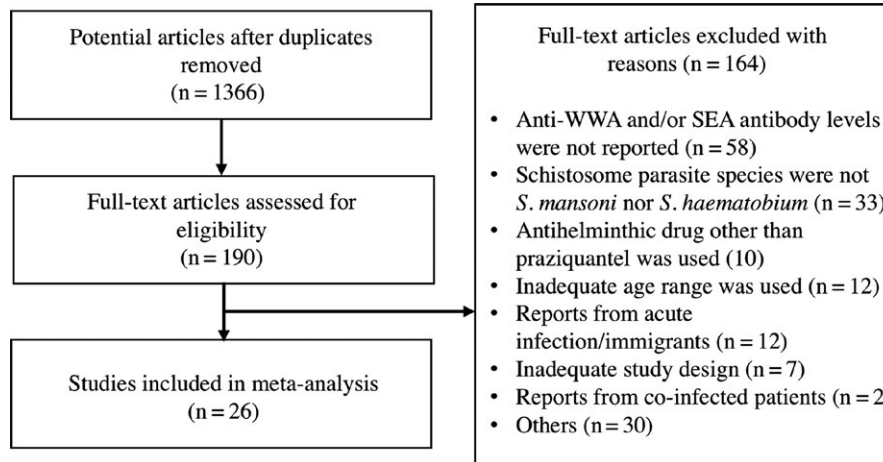 Potential articles after duplicates
removed
(n = 1366)
Full-text articles assessed for
eligibility
(n = 190)
Studies included in meta-analysis
(n = 26)
Full-text articles excluded with
reasons (n = 164)
• Anti-WWA and/or SEA antibody levels
were not reported (n = 58)
• Schistosome parasite species were not
S. mansoni nor S. haematobium (n = 33)
• Antihelminthic drug other than
praziquantel was used (10)
• Inadequate age range was used (n = 12)
• Reports from acute
infection/immigrants (n = 12)
• Inadequate study design (n = 7)
• Reports from co-infected patients (n = 2
• Others (n = 30)